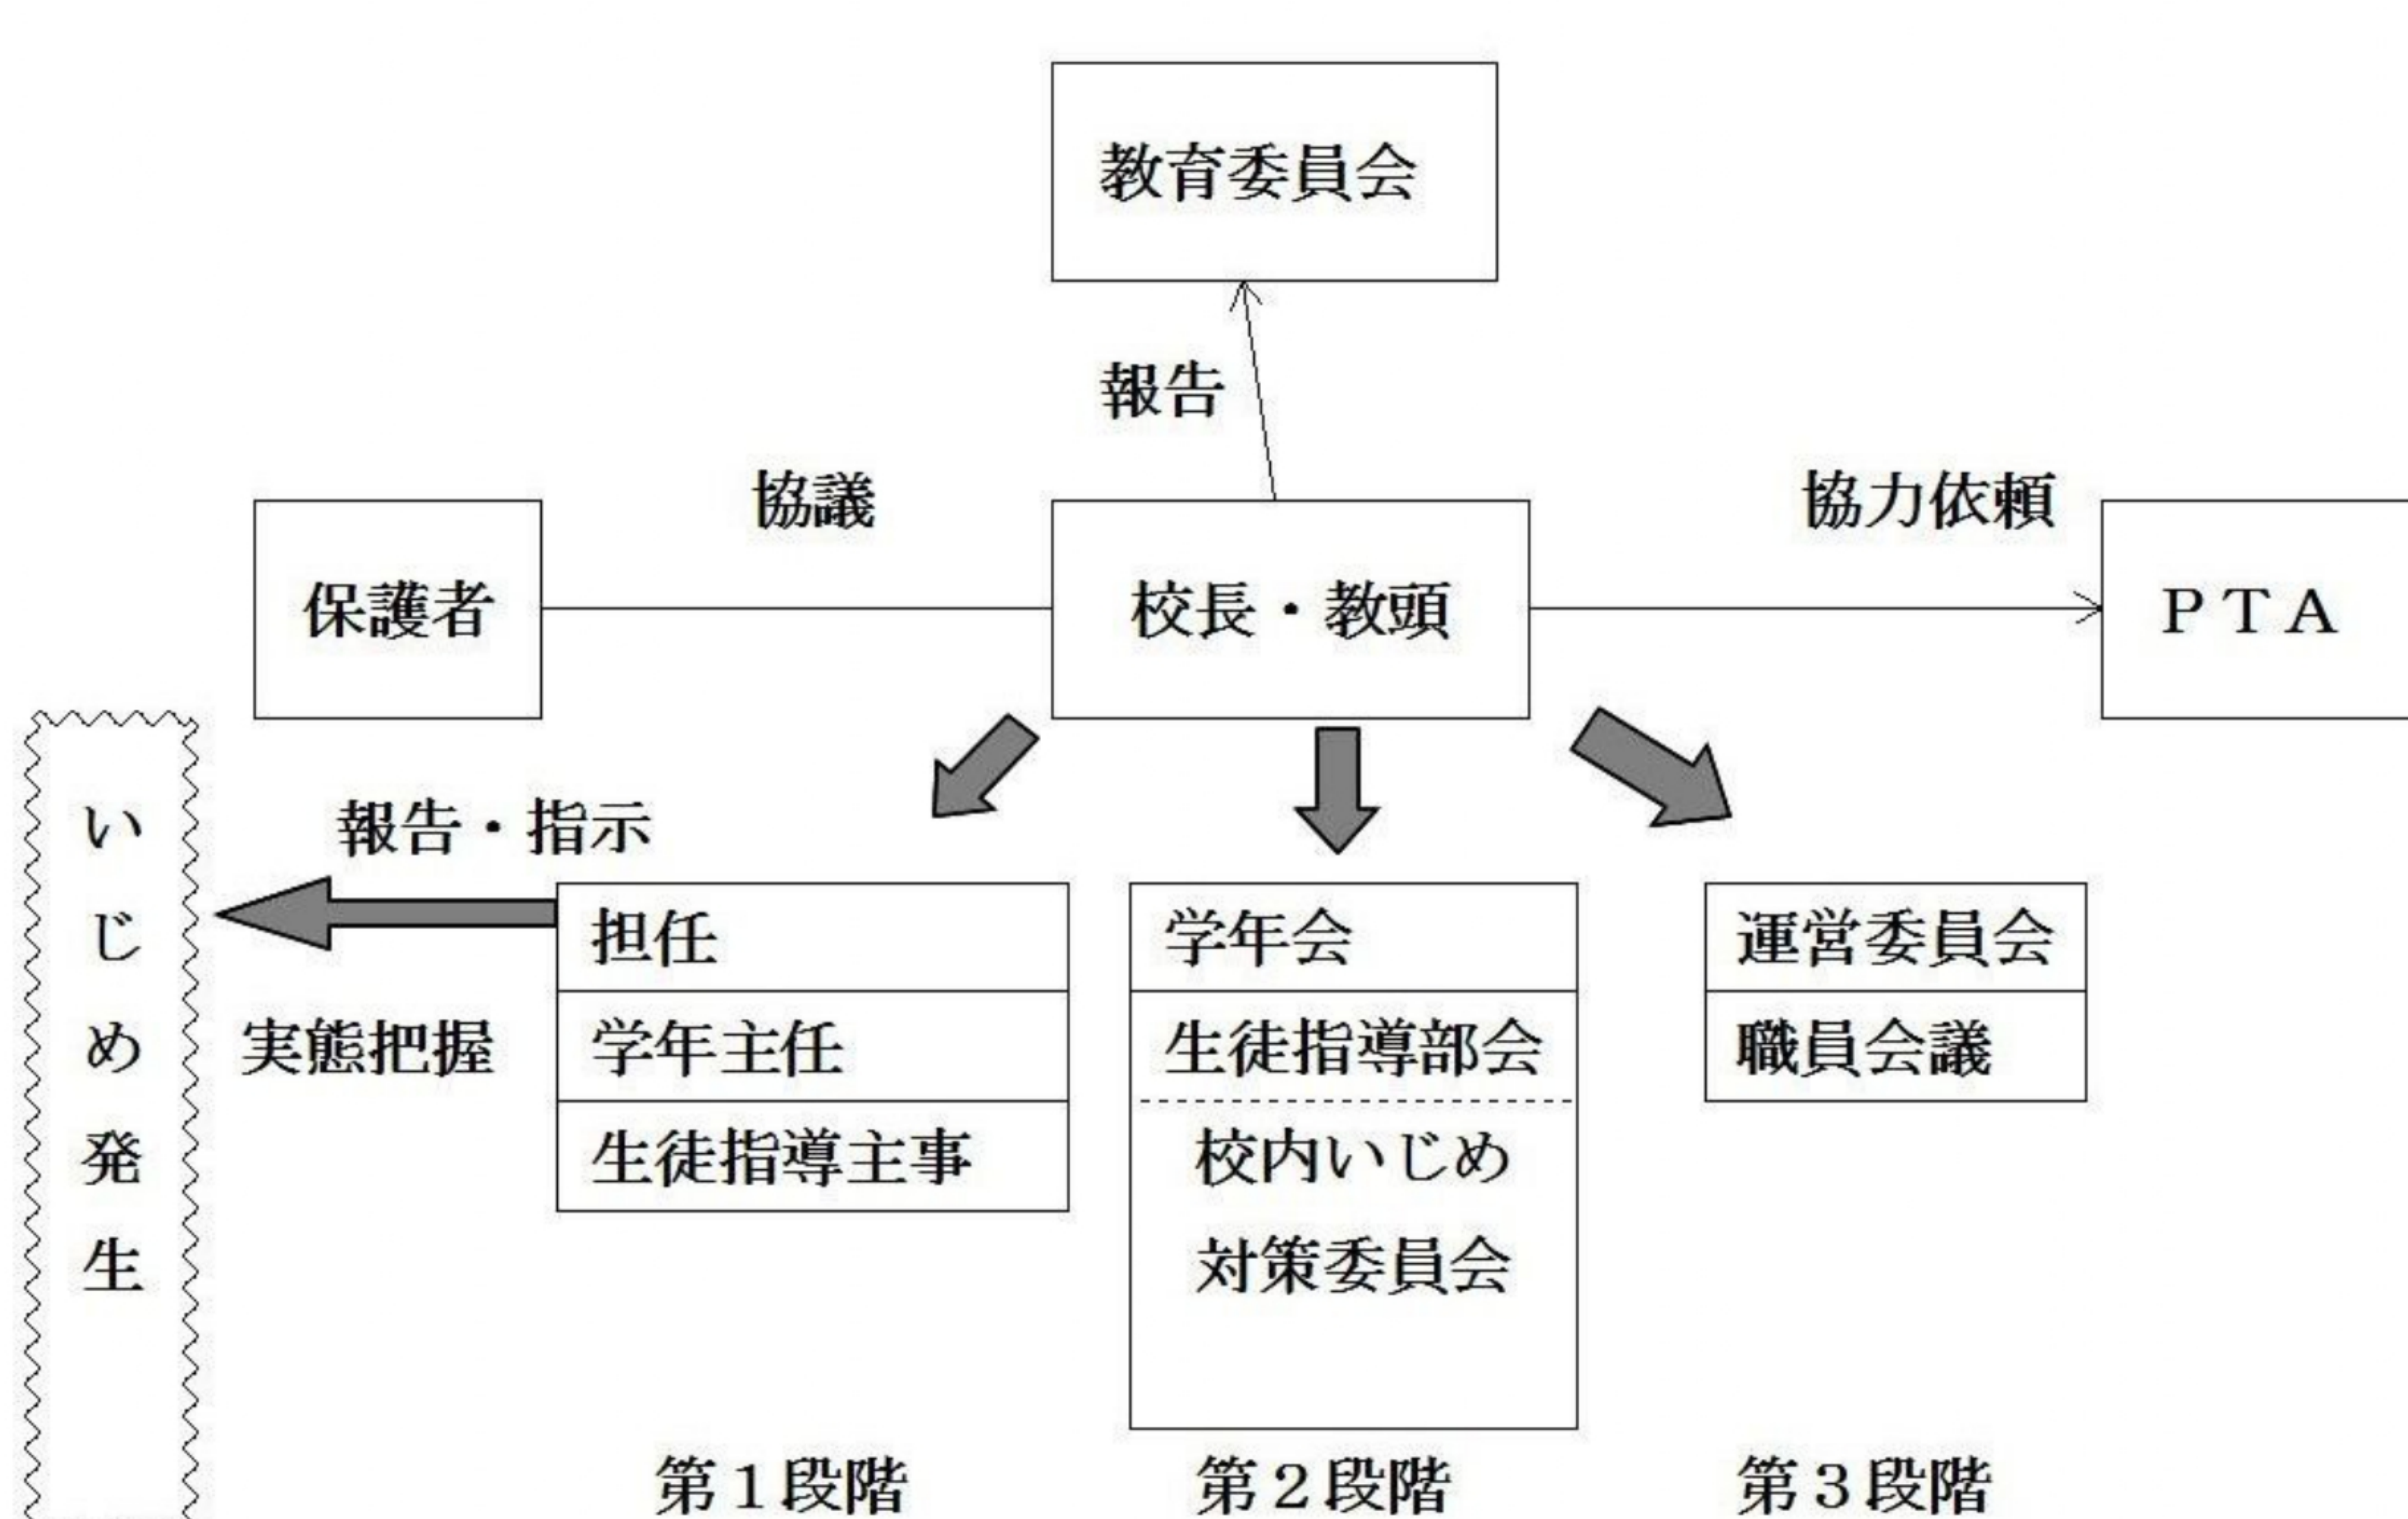 教育委員会
報告
協議
協力依頼
保護者
校長・教頭
ＰＴＡ
いじめ発生
報告・指示
実態把握
担任
学年主任
生徒指導主事
学年会
生徒指導部会
校内いじめ
対策委員会
運営委員会
職員会議
第１段階
第２段階
第３段階